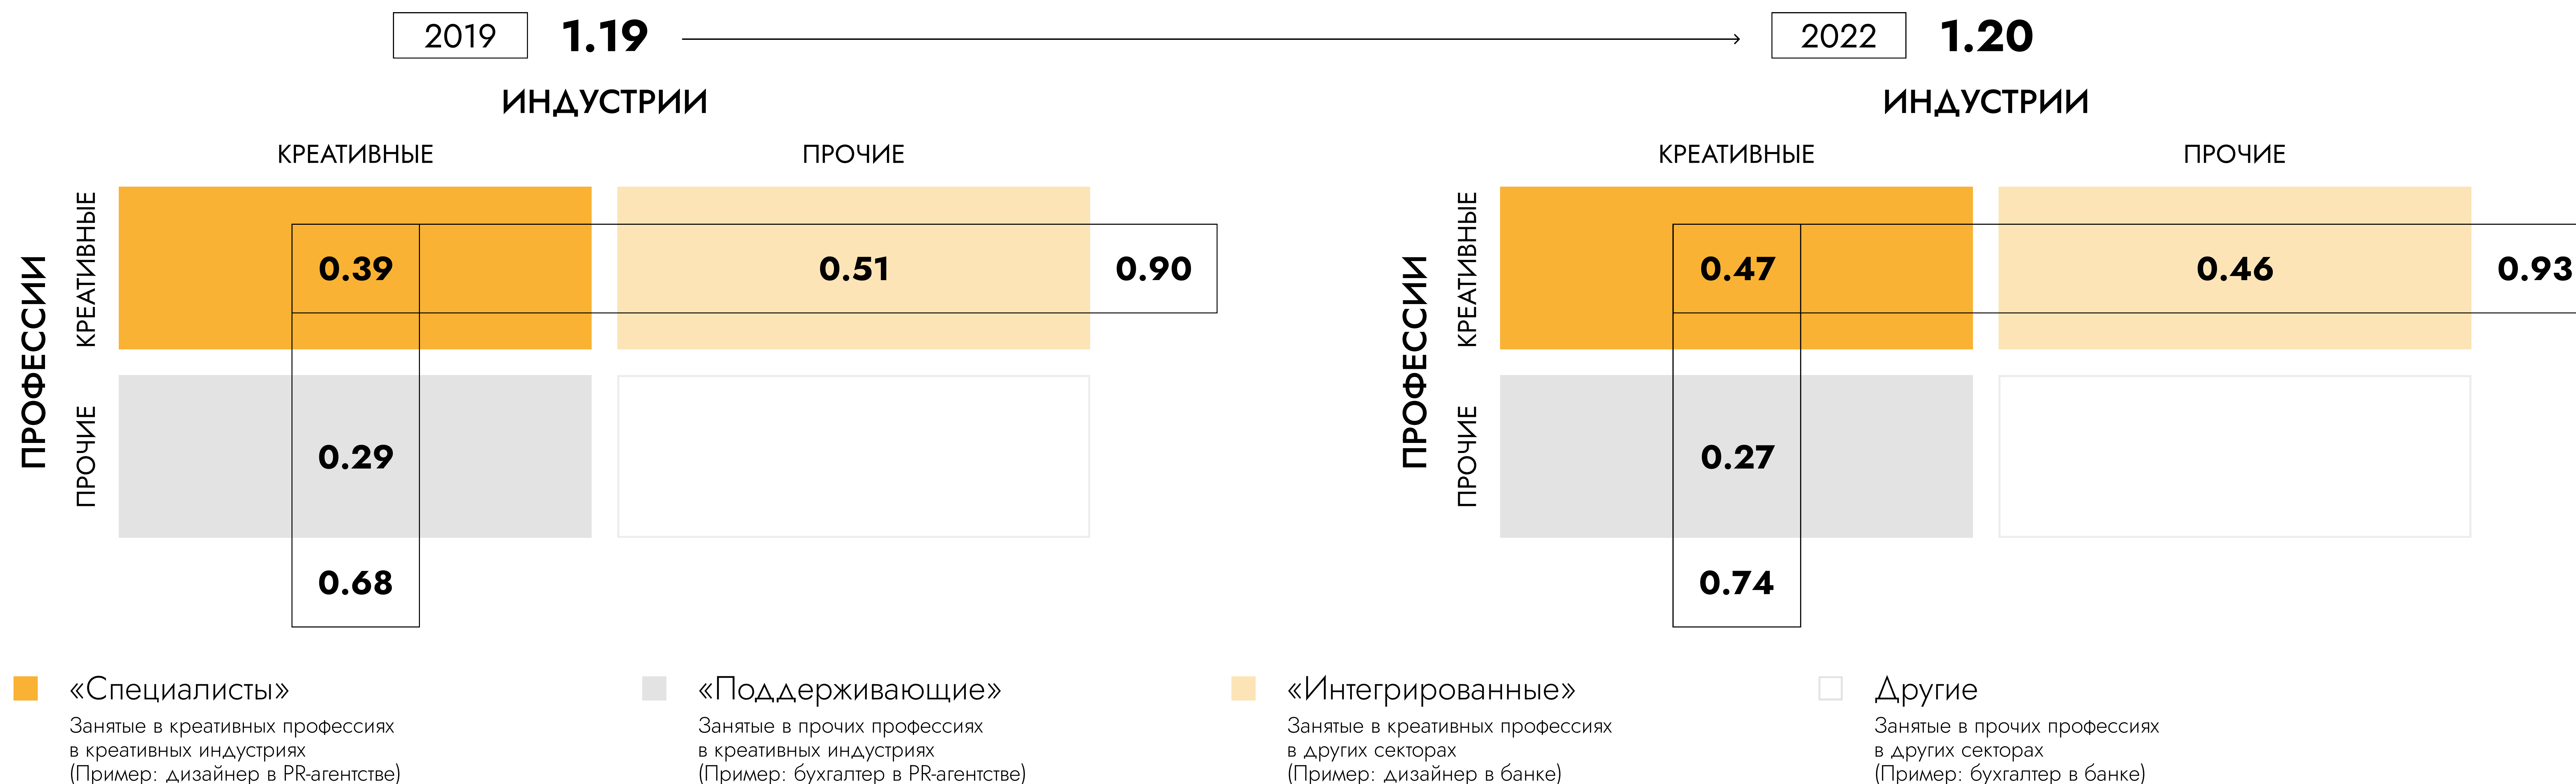 2019 1.19
2022 1.20
ИНДУСТРИИ
КРЕАТИВНЫЕ ПРОЧИЕ
ПРОФЕССИИ
КРЕАТИВНЫЕ
0.39 0.51 0.90
ПРОЧИЕ
0.29
0.68
ИНДУСТРИИ
КРЕАТИВНЫЕ ПРОЧИЕ
ПРОФЕССИИ
КРЕАТИВНЫЕ
0.47 0.46 0.93
ПРОЧИЕ
0.27
0.74
«Специалисты»
Занятые в креативных профессиях
в креативных индустриях
(Пример: дизайнер в PR-агентстве)
«Поддерживающие»
Занятые в прочих профессиях
в креативных индустриях
(Пример: бухгалтер в PR-агентстве)
«Интегрированные»
Занятые в креативных профессиях
в других секторах
(Пример: дизайнер в банке)
Другие
Занятые в прочих профессиях
в других секторах
(Пример: бухгалтер в банке)